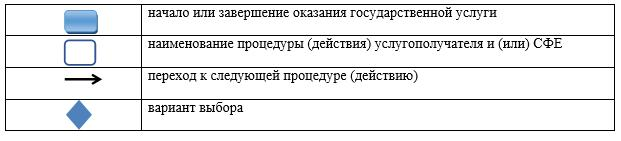 начало или завершение оказания государственной услуги
наименование процедуры (действия) услугополучателя и (или) СФЕ
переход к следующей процедуре (действию)
вариант выбора